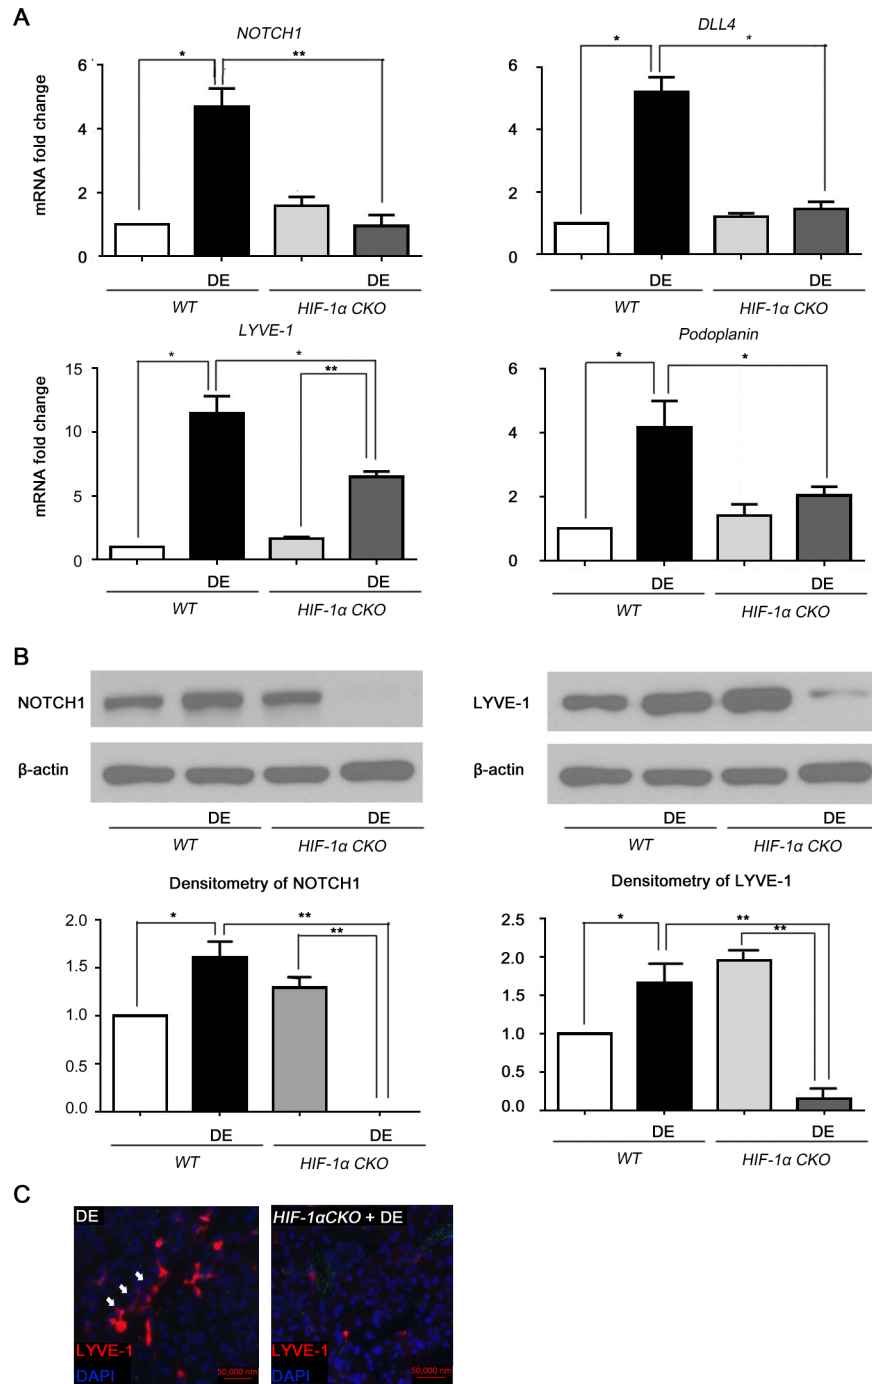 A
NOTCH1
DLL4
mRNA fold change
6
4
2
0
* **
DE DE
WT HIF-1α CKO
6
4
2
0
* *
DE DE
WT HIF-1α CKO
LYVE-1
Podoplanin
mRNA fold change
15
10
5
0
* *
**
DE DE
WT HIF-1α CKO
6
4
2
0
* *
DE DE
WT HIF-1α CKO
B
NOTCH1
β-actin
DE DE
WT HIF-1α CKO
LYVE-1
β-actin
DE DE
WT HIF-1α CKO
Densitometry of NOTCH1
2.0
1.5
1.0
0.5
0.0
* **
**
DE DE
WT HIF-1α CKO
Densitometry of LYVE-1
2.5
2.0
1.5
1.0
0.5
0.0
* **
**
DE DE
WT HIF-1α CKO
C
DE
LYVE-1
DAPI
50,000 nm
HIF-1αCKO + DE
LYVE-1
DAPI
50,000 nm